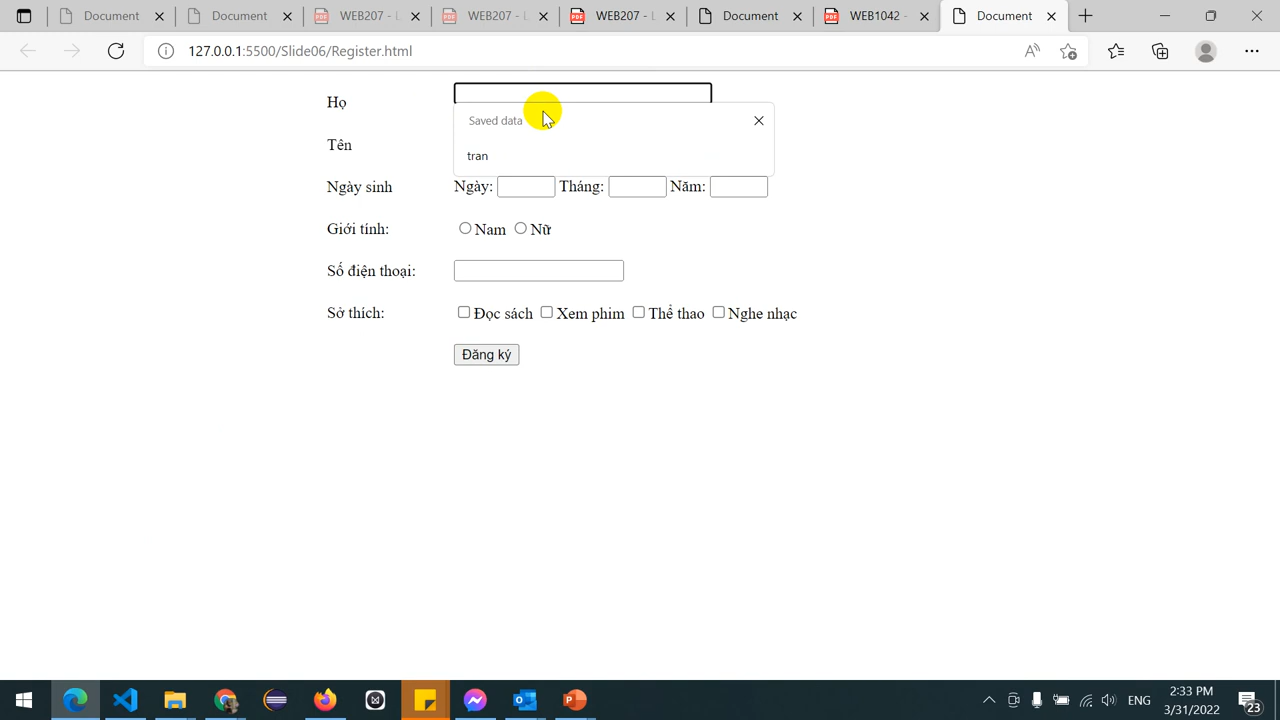 Document Document WEB207 - L WEB207 - L WEB207 - L Document WEB1042 - Document
127.0.0.1:5500/Slide06/Register.html
Họ
Saved data
Tên
tran
Ngày sinh Ngày: Tháng: Năm:
Giới tính: Nam Nữ
Số điện thoại:
Sở thích: Đọc sách Xem phim Thể thao Nghe nhạc
Đăng ký
ENG
2:33 PM
3/31/2022
23